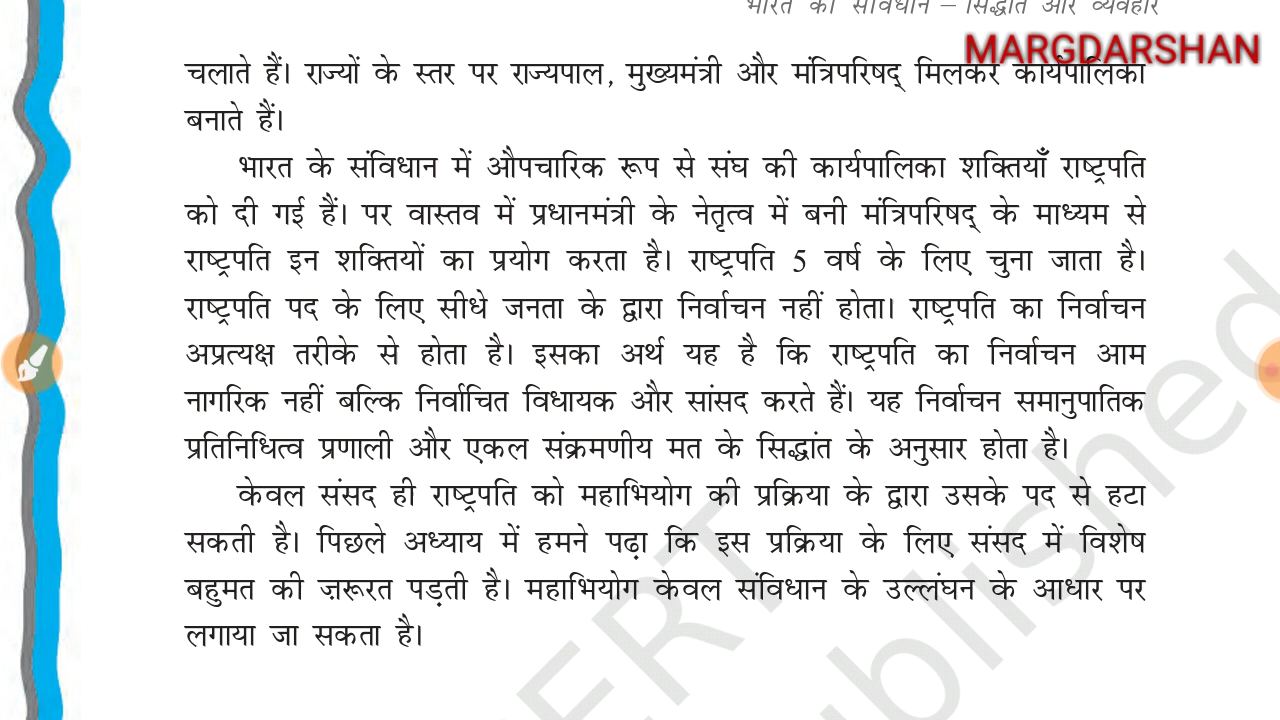 भारत का संविधान – सिद्धांत और व्यवहार
MARGDARSHAN
चलाते हैं। राज्यों के स्तर पर राज्यपाल, मुख्यमंत्री और मंत्रिपरिषद् मिलकर कार्यपालिका
बनाते हैं।
भारत के संविधान में औपचारिक रूप से संघ की कार्यपालिका शक्तियाँ राष्ट्रपति
को दी गई हैं। पर वास्तव में प्रधानमंत्री के नेतृत्व में बनी मंत्रिपरिषद् के माध्यम से
राष्ट्रपति इन शक्तियों का प्रयोग करता है। राष्ट्रपति 5 वर्ष के लिए चुना जाता है।
राष्ट्रपति पद के लिए सीधे जनता के द्वारा निर्वाचन नहीं होता। राष्ट्रपति का निर्वाचन
अप्रत्यक्ष तरीके से होता है। इसका अर्थ यह है कि राष्ट्रपति का निर्वाचन आम
नागरिक नहीं बल्कि निर्वाचित विधायक और सांसद करते हैं। यह निर्वाचन समानुपातिक
प्रतिनिधित्व प्रणाली और एकल संक्रमणीय मत के सिद्धांत के अनुसार होता है।
केवल संसद ही राष्ट्रपति को महाभियोग की प्रक्रिया के द्वारा उसके पद से हटा
सकती है। पिछले अध्याय में हमने पढ़ा कि इस प्रक्रिया के लिए संसद में विशेष
बहुमत की ज़रूरत पड़ती है। महाभियोग केवल संविधान के उल्लंघन के आधार पर
लगाया जा सकता है।